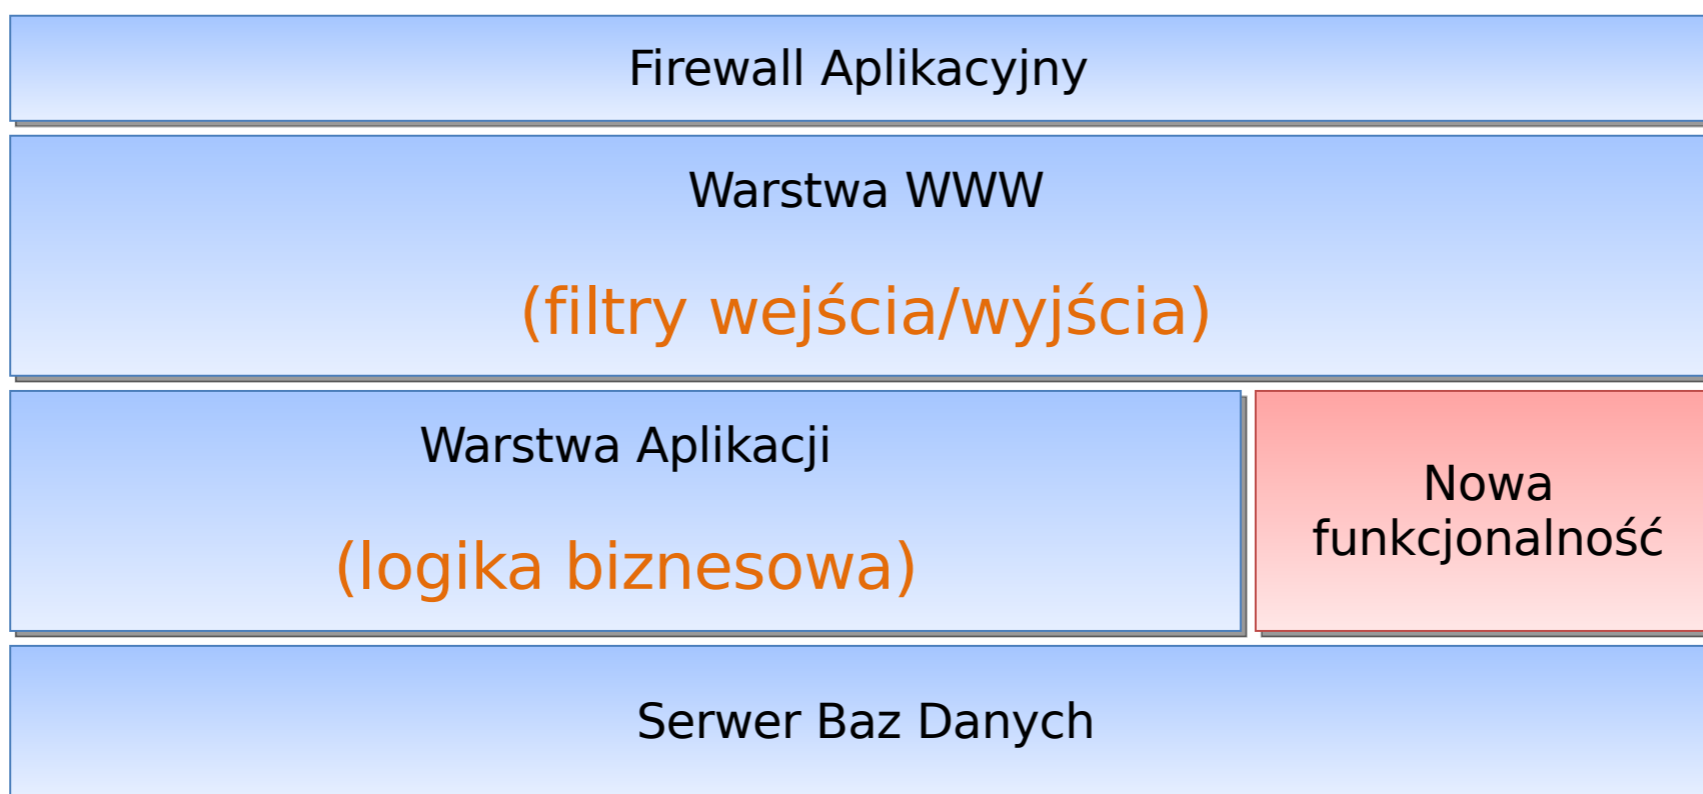 Firewall Aplikacyjny
Warstwa WWW
(filtry wejścia/wyjścia)
Warstwa Aplikacji
(logika biznesowa)
Nowa
funkcjonalność
Serwer Baz Danych